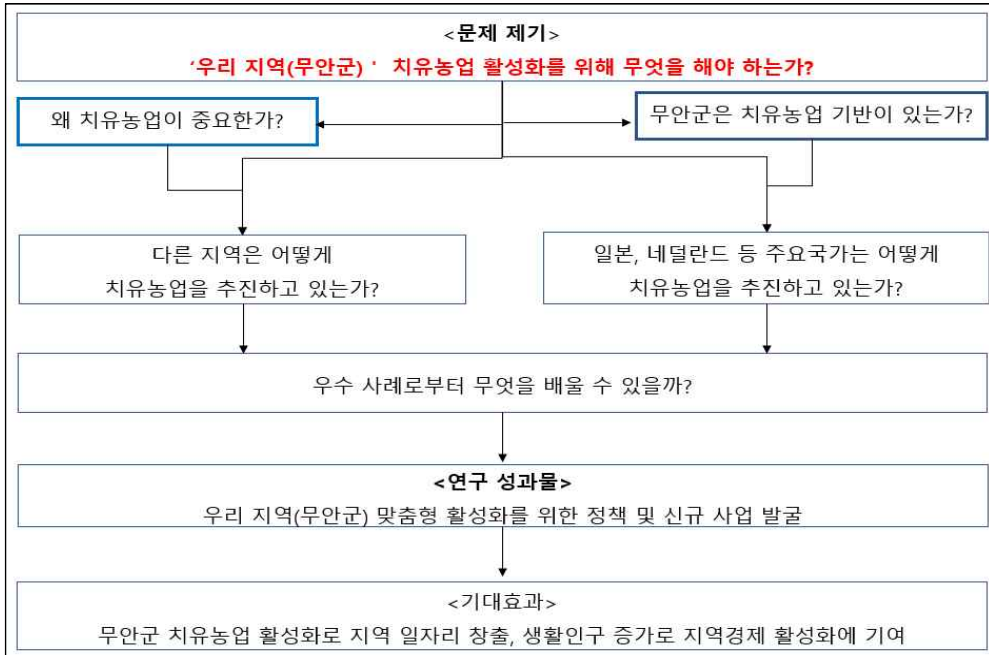 <문제 제기>
‘우리 지역(무안군) ' 치유농업 활성화를 위해 무엇을 해야 하는가?
왜 치유농업이 중요한가?
무안군은 치유농업 기반이 있는가?
다른 지역은 어떻게
치유농업을 추진하고 있는가?
일본, 네덜란드 등 주요국가는 어떻게
치유농업을 추진하고 있는가?
우수 사례로부터 무엇을 배울 수 있을까?
<연구 성과물>
우리 지역(무안군) 맞춤형 활성화를 위한 정책 및 신규 사업 발굴
<기대효과>
무안군 치유농업 활성화로 지역 일자리 창출, 생활인구 증가로 지역경제 활성화에 기여